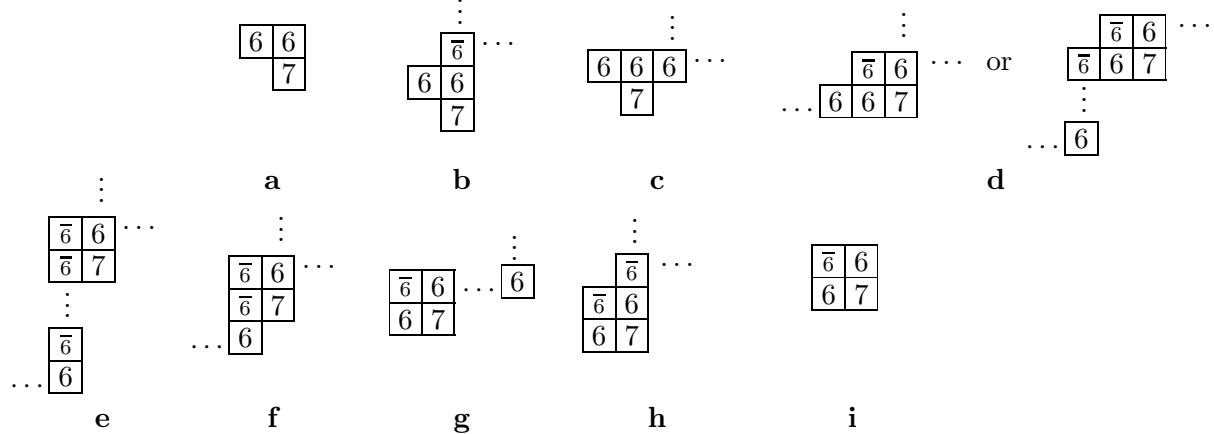 6 6
7
a
⋮
6̅ ⋯
6 6
7
b
⋮
6 6 6 ⋯
7
c
⋮
6̅ 6 ⋯
⋯ 6 6 7
or
6̅ 6 ⋯
6̅ 6 7
⋮
⋯ 6
d
⋮
6̅ 6 ⋯
6̅ 7
⋮
6̅
⋯ 6
e
⋮
6̅ 6 ⋯
6̅ 7
⋯ 6
f
⋮
6̅ 6 ⋯ 6
6 7
g
⋮
6̅ ⋯
6̅ 6
6 7
h
6̅ 6
6 7
i